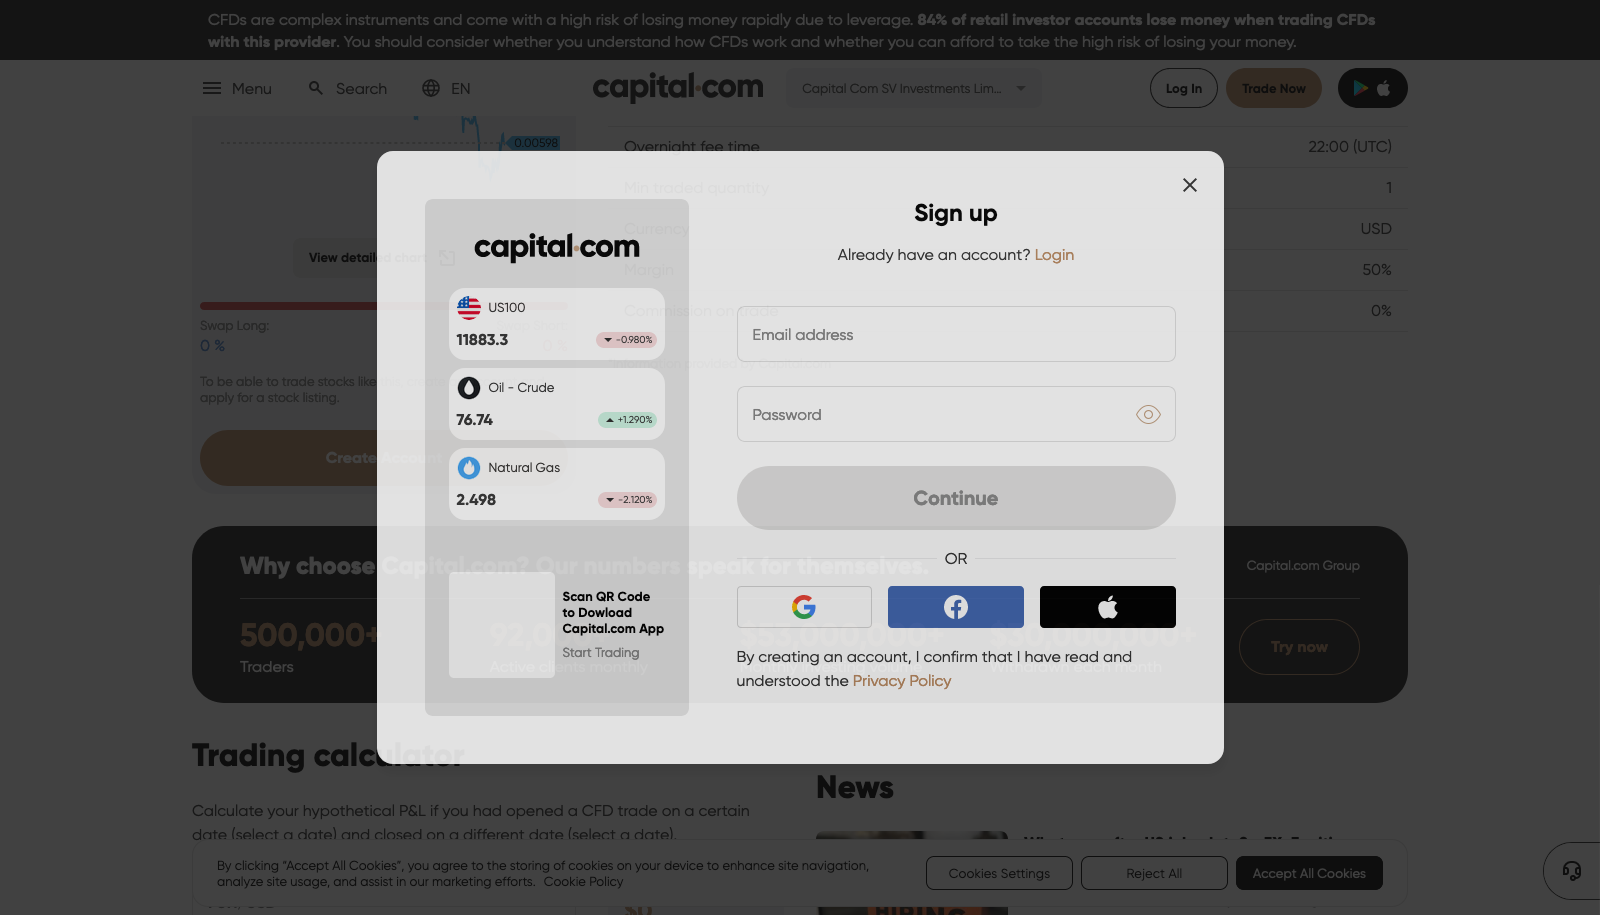 CFDs are complex instruments and come with a high risk of losing money rapidly due to leverage. 84% of retail investor accounts lose money when trading CFDs
with this provider. You should consider whether you understand how CFDs work and whether you can afford to take the high risk of losing your money.
Menu
Search
EN
capital.com
Capital Com SV Investments Lim...
Log In
Trade Now
0.00598
View detailed chart
Swap Long:
0 %
0 %
To be able to trade stocks like
apply for a stock listing.
Create Account
Overnight fee time 22:00 (UTC)
Min traded quantity 1
Currency USD
Margin 50%
Commission on trade 0%
capital.com
US100
11883.3 -0.980%
Oil - Crude
76.74 +1.290%
Natural Gas
2.498 -2.120%
Scan QR Code
to Dowload
Capital.com App
Start Trading
Sign up
Already have an account? Login
Email address
Password
Continue
OR
By creating an account, I confirm that I have read and
understood the Privacy Policy
Why choose Capital.com? Our numbers speak for themselves.
Capital.com Group
500,000+
Traders
Active clients monthly
Try now
Trading calculator
Calculate your hypothetical P&L if you had opened a CFD trade on a certain
date (select a date) and closed on a different date (select a date).
News
By clicking “Accept All Cookies”, you agree to the storing of cookies on your device to enhance site navigation,
analyze site usage, and assist in our marketing efforts. Cookie Policy
Cookies Settings
Reject All
Accept All Cookies
HIRING